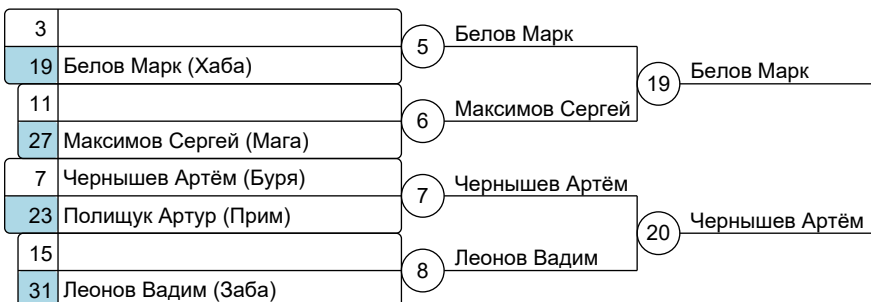 3
19 Белов Марк (Хаба)
5 Белов Марк
11
27 Максимов Сергей (Мага)
6 Максимов Сергей
19 Белов Марк
7 Чернышев Артём (Буря)
23 Полищук Артур (Прим)
7 Чернышев Артём
15
31 Леонов Вадим (Заба)
8 Леонов Вадим
20 Чернышев Артём